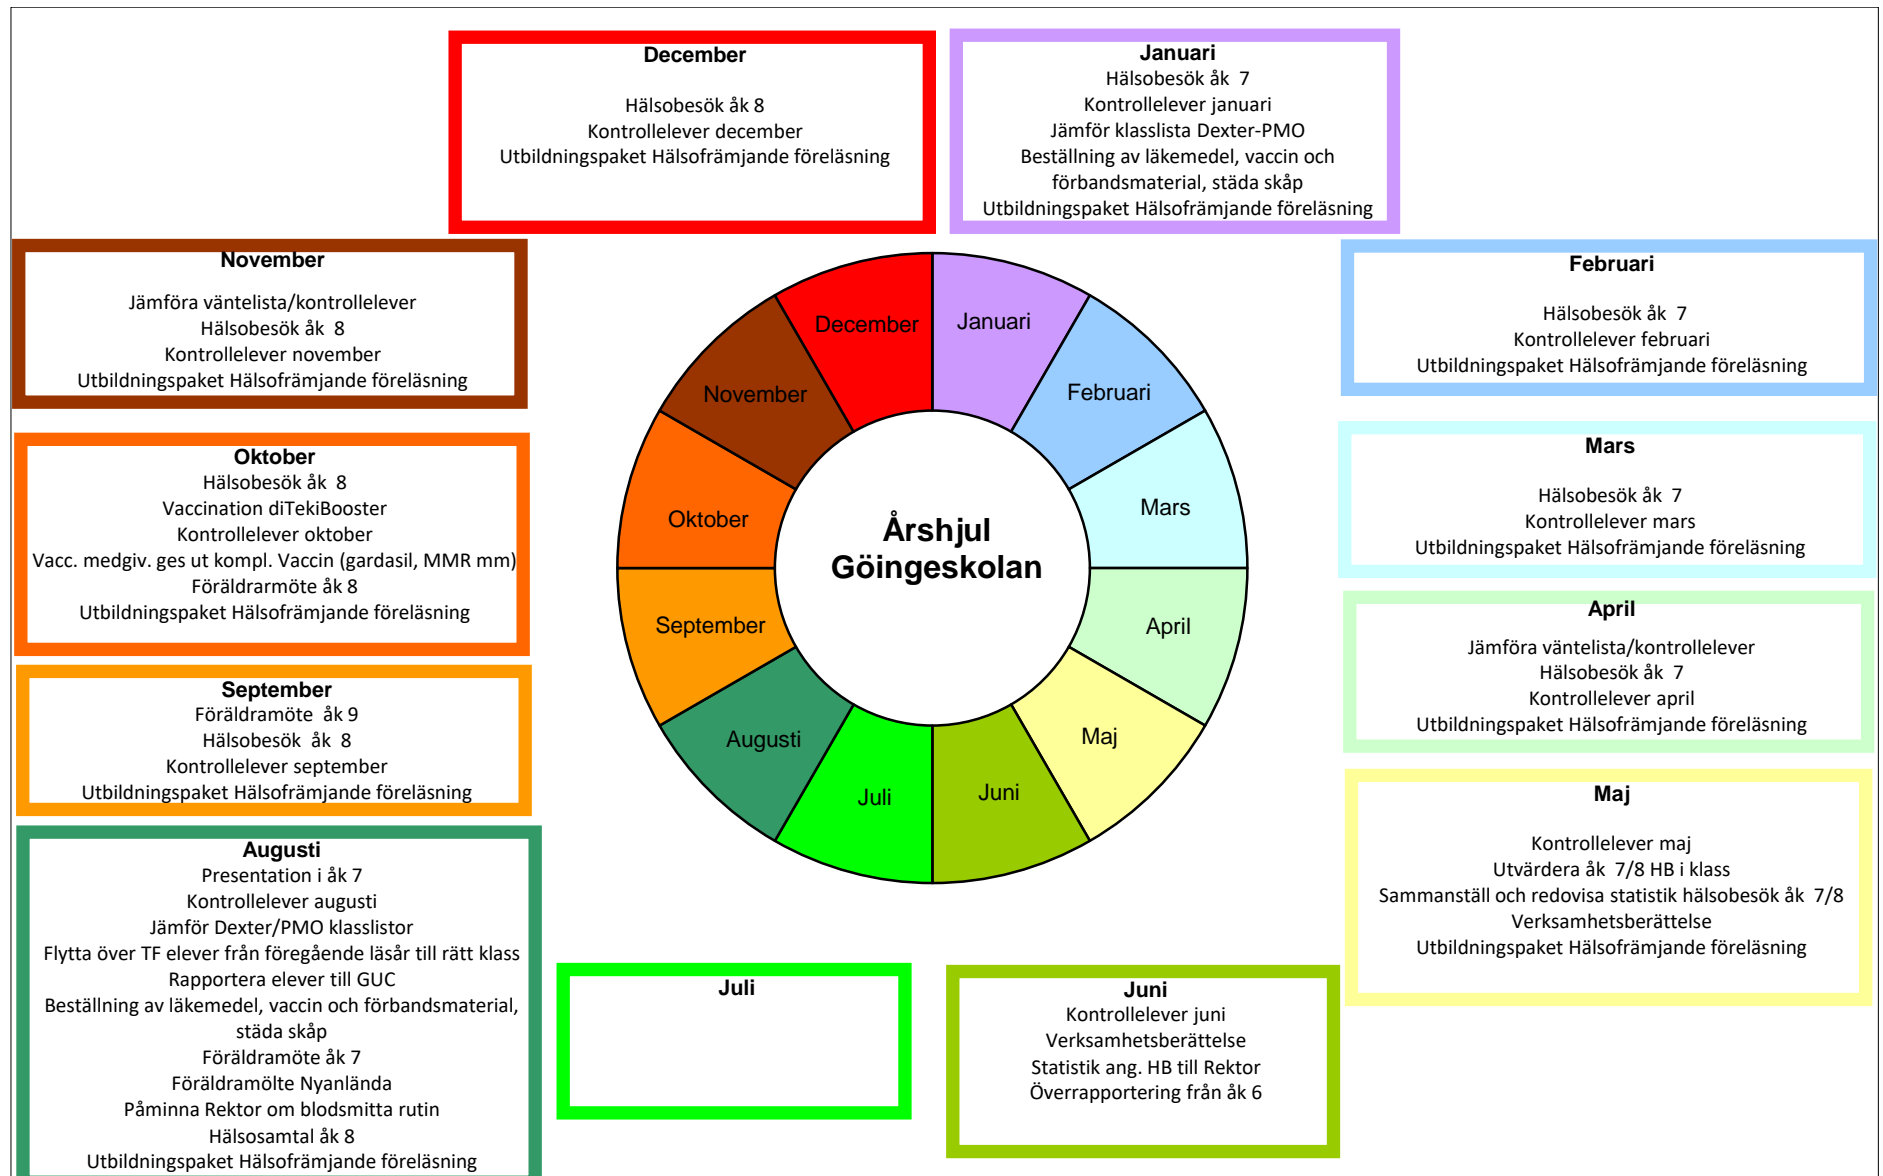 December
Hälsobesök åk 8
Kontrollelever december
Utbildningspaket Hälsofrämjande föreläsning
Januari
Hälsobesök åk  7
Kontrollelever januari
Jämför klasslista Dexter-PMO
Beställning av läkemedel, vaccin och
förbandsmaterial, städa skåp
Utbildningspaket Hälsofrämjande föreläsning
November
Jämföra väntelista/kontrollelever
Hälsobesök åk  8
Kontrollelever november
Utbildningspaket Hälsofrämjande föreläsning
Februari
Hälsobesök åk  7
Kontrollelever februari
Utbildningspaket Hälsofrämjande föreläsning
Oktober
Hälsobesök åk  8
Vaccination diTekiBooster
Kontrollelever oktober
Vacc. medgiv. ges ut kompl. Vaccin (gardasil, MMR mm)
Föräldrarmöte åk 8
Utbildningspaket Hälsofrämjande föreläsning
Mars
Hälsobesök åk  7
Kontrollelever mars
Utbildningspaket Hälsofrämjande föreläsning
September
Föräldramöte  åk 9
Hälsobesök  åk  8
Kontrollelever september
Utbildningspaket Hälsofrämjande föreläsning
April
Jämföra väntelista/kontrollelever
Hälsobesök åk  7
Kontrollelever april
Utbildningspaket Hälsofrämjande föreläsning
Augusti
Presentation i åk 7
Kontrollelever augusti
Jämför Dexter/PMO klasslistor
Flytta över TF elever från föregående läsår till rätt klass
Rapportera elever till GUC
Beställning av läkemedel, vaccin och förbandsmaterial,
städa skåp
Föräldramöte åk 7
Föräldramölte Nyanlända
Påminna Rektor om blodsmitta rutin
Hälsosamtal åk 8
Utbildningspaket Hälsofrämjande föreläsning
Maj
Kontrollelever maj
Utvärdera åk  7/8 HB i klass
Sammanställ och redovisa statistik hälsobesök åk  7/8
Verksamhetsberättelse
Utbildningspaket Hälsofrämjande föreläsning
Juli
Juni
Kontrollelever juni
Verksamhetsberättelse
Statistik ang. HB till Rektor
Överrapportering från åk 6
Årshjul
Göingeskolan
Januari
Februari
Mars
April
Maj
Juni
Juli
Augusti
September
Oktober
November
December